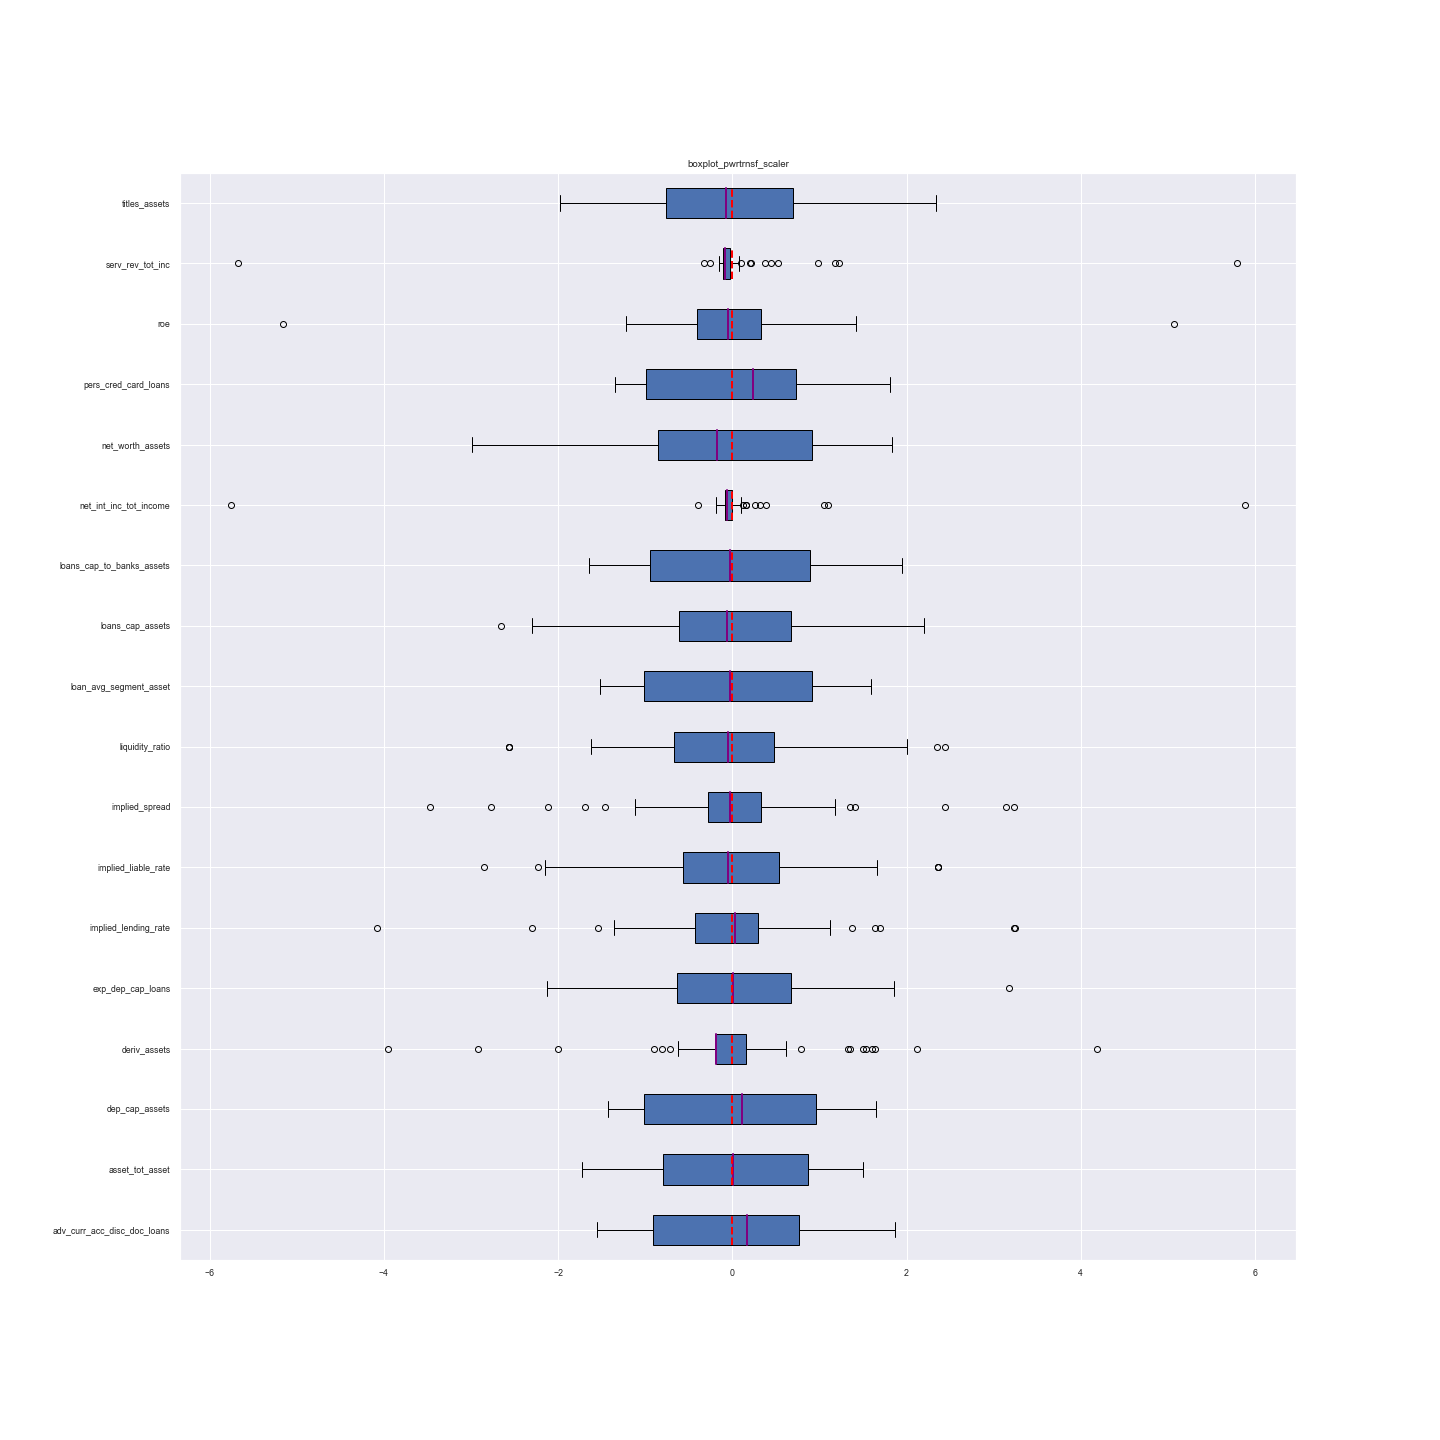 boxplot_pwrtrnsf_scaler
titles_assets
serv_rev_tot_inc
roe
pers_cred_card_loans
net_worth_assets
net_int_inc_tot_income
loans_cap_to_banks_assets
loans_cap_assets
loan_avg_segment_asset
liquidity_ratio
implied_spread
implied_liable_rate
implied_lending_rate
exp_dep_cap_loans
deriv_assets
dep_cap_assets
asset_tot_asset
adv_curr_acc_disc_doc_loans
−6 −4 −2 0 2 4 6